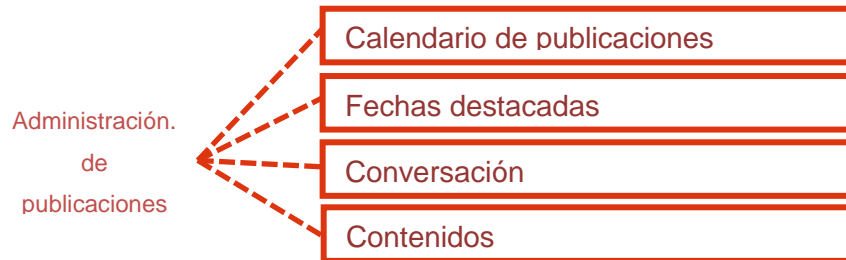 Administración.
de
publicaciones
Calendario de publicaciones
Fechas destacadas
Conversación
Contenidos